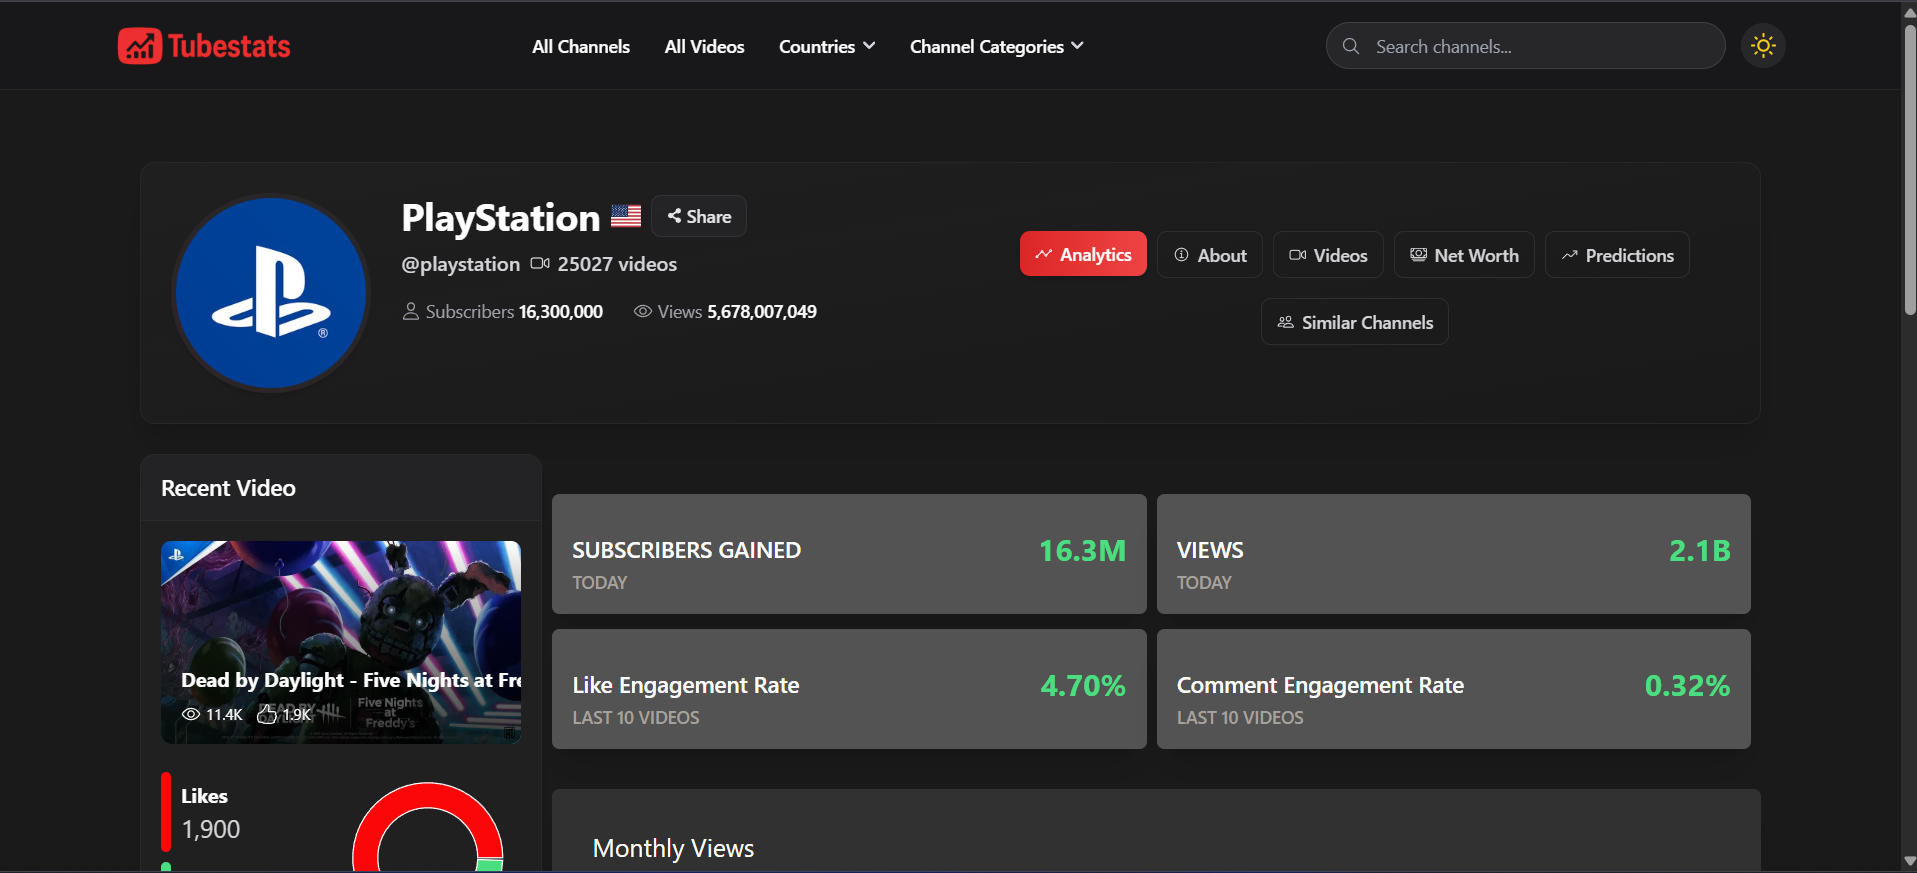 Tubestats
All Channels
All Videos
Countries
Channel Categories
Search channels...
PlayStation
Share
@playstation
25027 videos
Subscribers 16,300,000
Views 5,678,007,049
Analytics
About
Videos
Net Worth
Predictions
Similar Channels
®
Recent Video
Dead by Daylight - Five Nights at Fre
11.4K
1.9K
DEAD BY
DAYLIGHT
Five Nights
at
Freddy's
Likes
1,900
SUBSCRIBERS GAINED
TODAY
16.3M
VIEWS
TODAY
2.1B
Like Engagement Rate
LAST 10 VIDEOS
4.70%
Comment Engagement Rate
LAST 10 VIDEOS
0.32%
Monthly Views